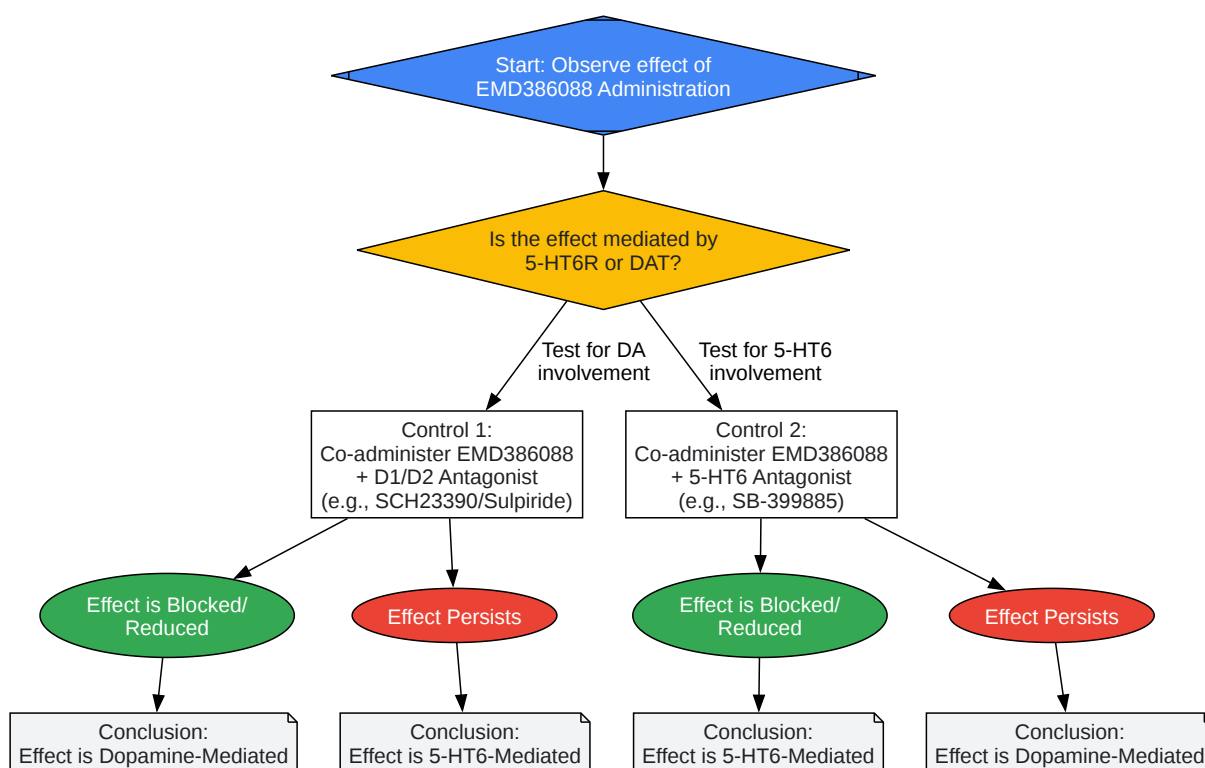 Start: Observe effect of
EMD386088 Administration
Is the effect mediated by
5-HT6R or DAT?
Test for DA
involvement
Test for 5-HT6
involvement
Control 1:
Co-administer EMD386088
+ D1/D2 Antagonist
(e.g., SCH23390/Sulpiride)
Control 2:
Co-administer EMD386088
+ 5-HT6 Antagonist
(e.g., SB-399885)
Effect is Blocked/
Reduced
Effect Persists
Effect is Blocked/
Reduced
Effect Persists
Conclusion:
Effect is Dopamine-Mediated
Conclusion:
Effect is 5-HT6-Mediated
Conclusion:
Effect is 5-HT6-Mediated
Conclusion:
Effect is Dopamine-Mediated